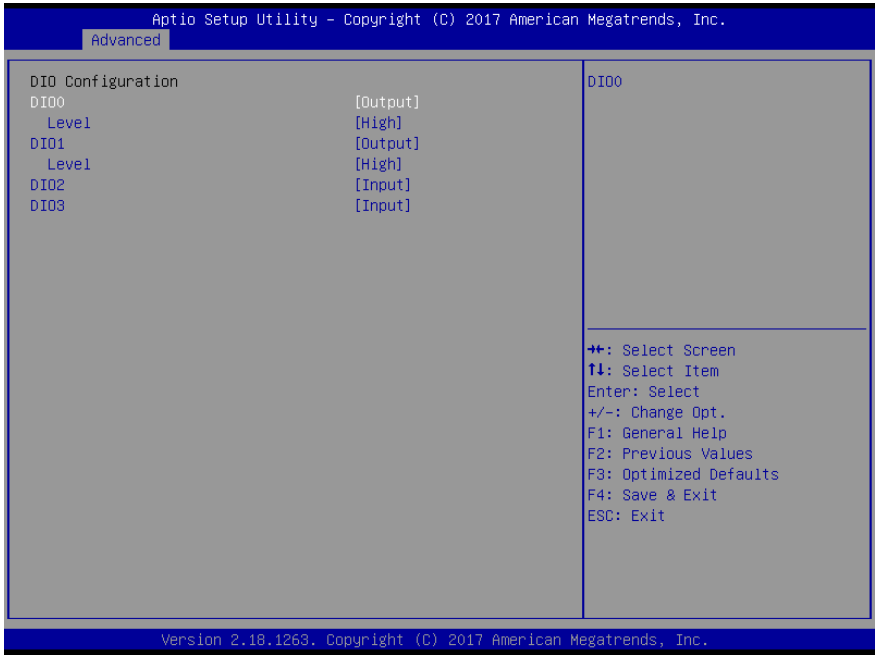 Aptio Setup Utility – Copyright (C) 2017 American Megatrends, Inc.
Advanced
DIO Configuration
DIO0 [Output]
Level [High]
DIO1 [Output]
Level [High]
DIO2 [Input]
DIO3 [Input]
DIO0
→←: Select Screen
↑↓: Select Item
Enter: Select
+/-: Change Opt.
F1: General Help
F2: Previous Values
F3: Optimized Defaults
F4: Save & Exit
ESC: Exit
Version 2.18.1263. Copyright (C) 2017 American Megatrends, Inc.